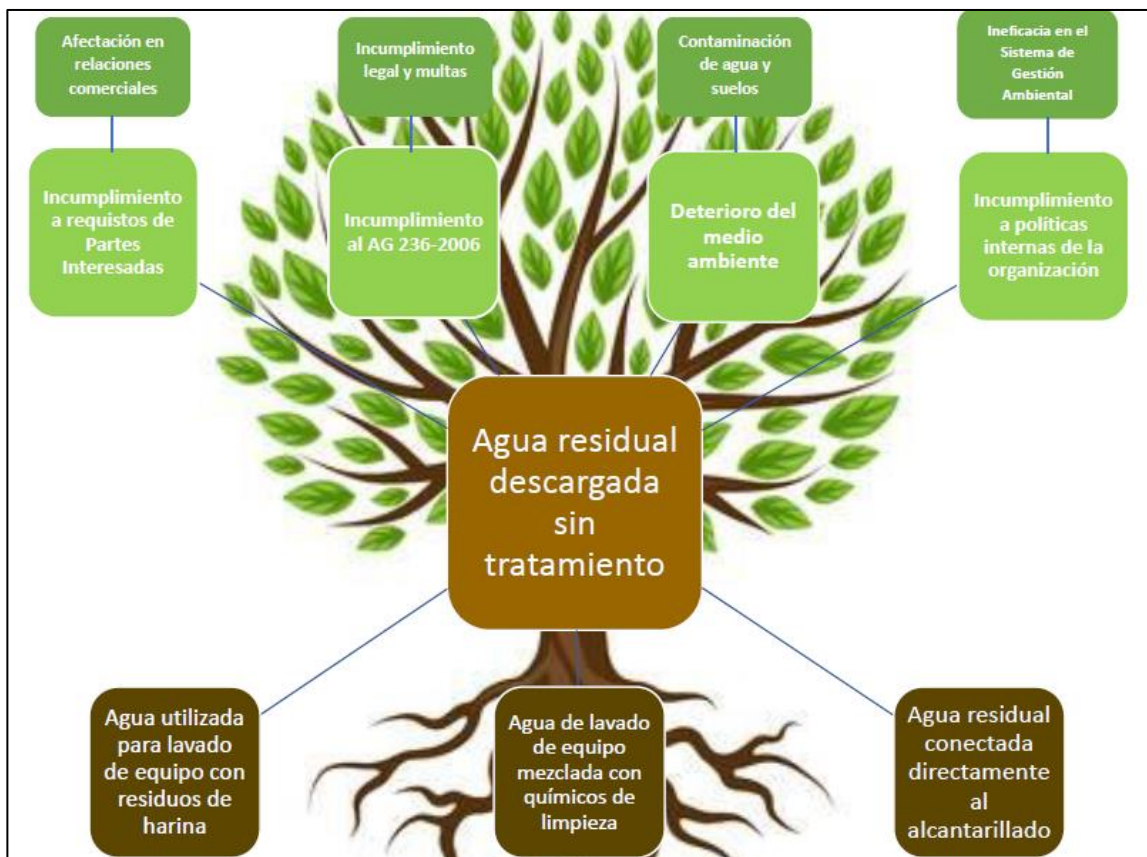 Afectación en
relaciones
comerciales
Incumplimiento
legal y multas
Contaminación
de agua y
suelos
Ineficacia en el
Sistema de
Gestión
Ambiental
Incumplimiento
a requistos de
Partes
Interesadas
Incumplimiento
al AG 236-2006
Deterioro del
medio
ambiente
Incumplimiento
a políticas
internas de la
organización
Agua residual
descargada
sin
tratamiento
Agua utilizada
para lavado
de equipo con
residuos de
harina
Agua de lavado
de equipo
mezclada con
químicos de
limpieza
Agua residual
conectada
directamente
al
alcantarillado